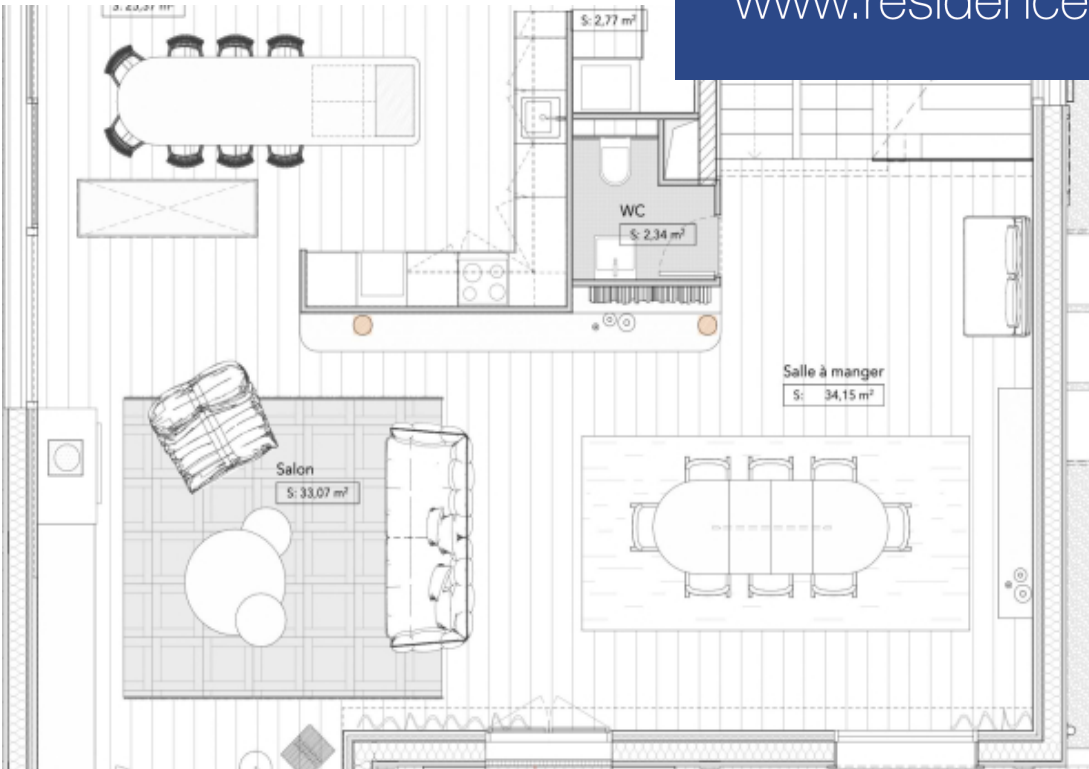 www.residence
S: 2,77 m²
WC
S: 2,34 m²
Salle à manger
S: 34,15 m²
Salon
S: 33,07 m²